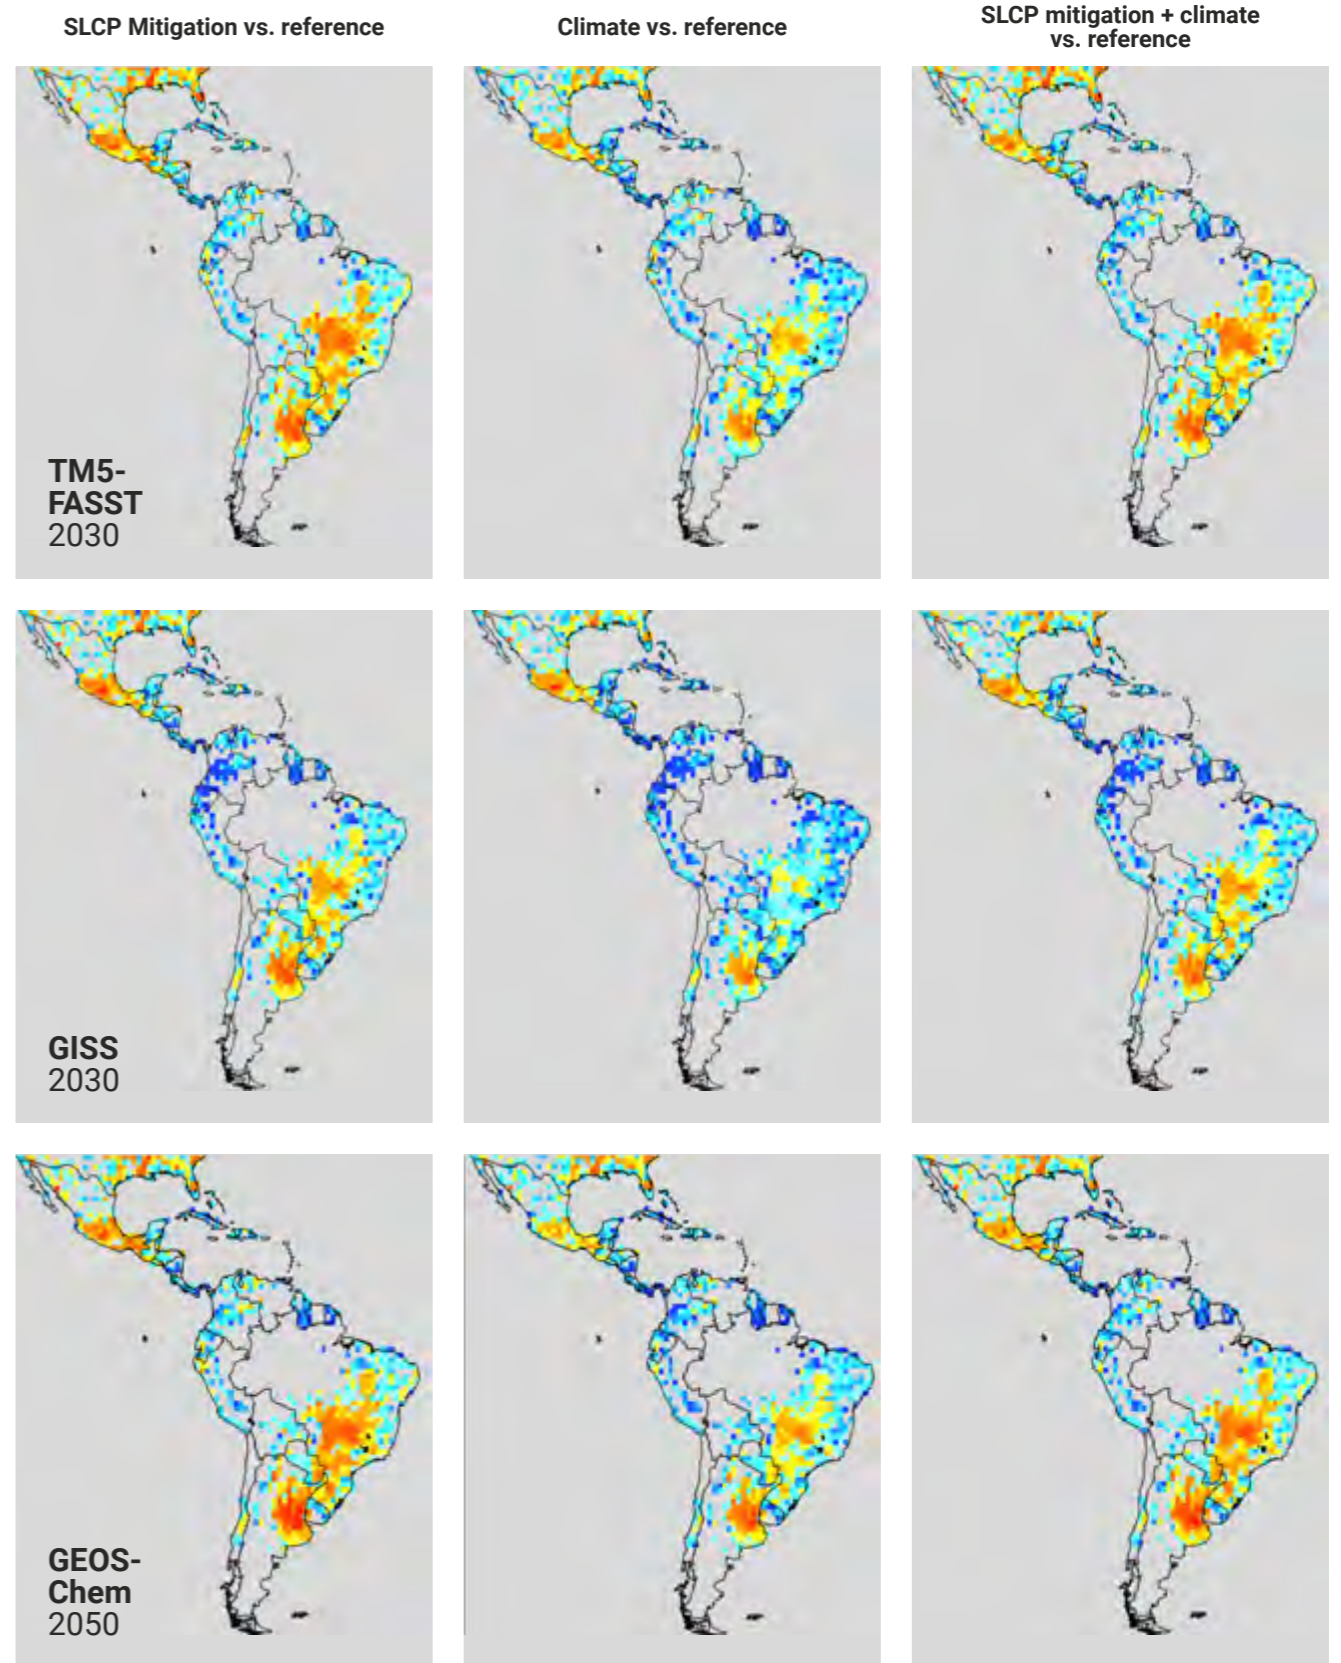 SLCP Mitigation vs. reference
Climate vs. reference
SLCP mitigation + climate
vs. reference
TM5-
FASST
2030
GISS
2030
GEOS-
Chem
2050